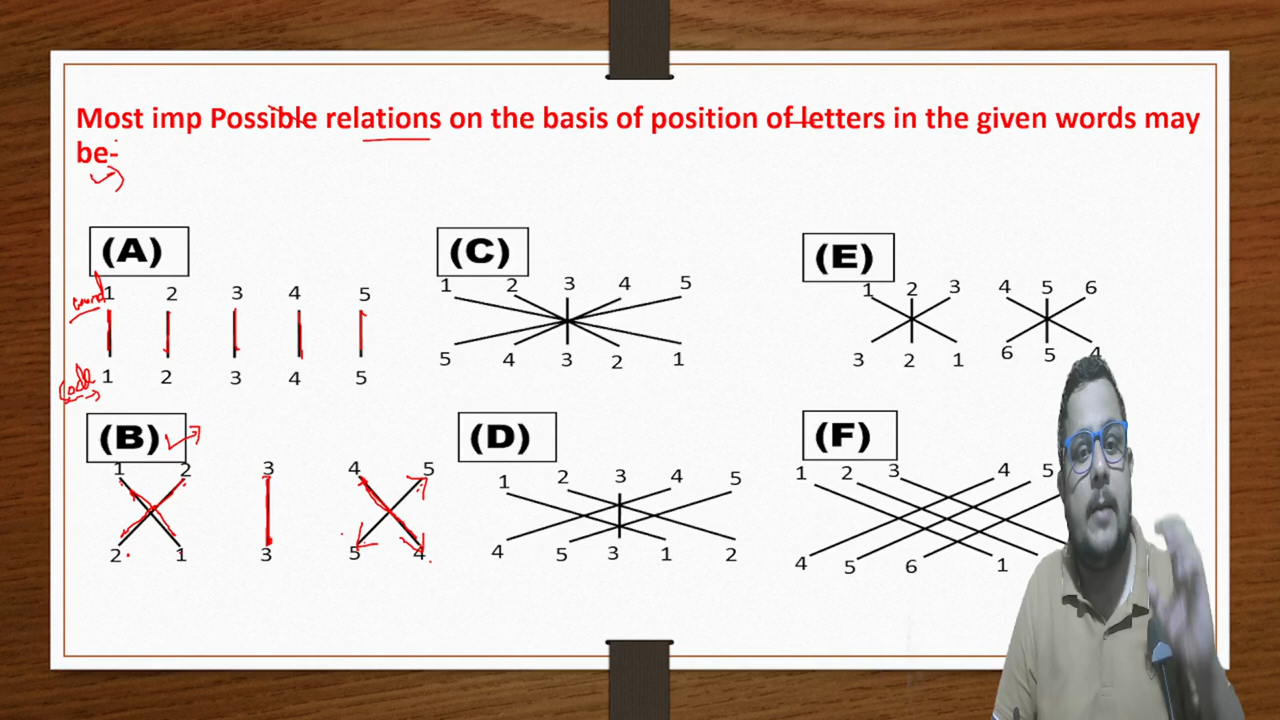 Most imp Possible relations on the basis of position of letters in the given words may
be-
(A)
word
1 2 3 4 5
Code
1 2 3 4 5
(B)
1 2 3 4 5
2 1 3 5 4
(C)
1 2 3 4 5
5 4 3 2 1
(D)
1 2 3 4 5
4 5 3 1 2
(E)
1 2 3 4 5 6
3 2 1 6 5 4
(F)
1 2 3 4 5
4 5 6 1